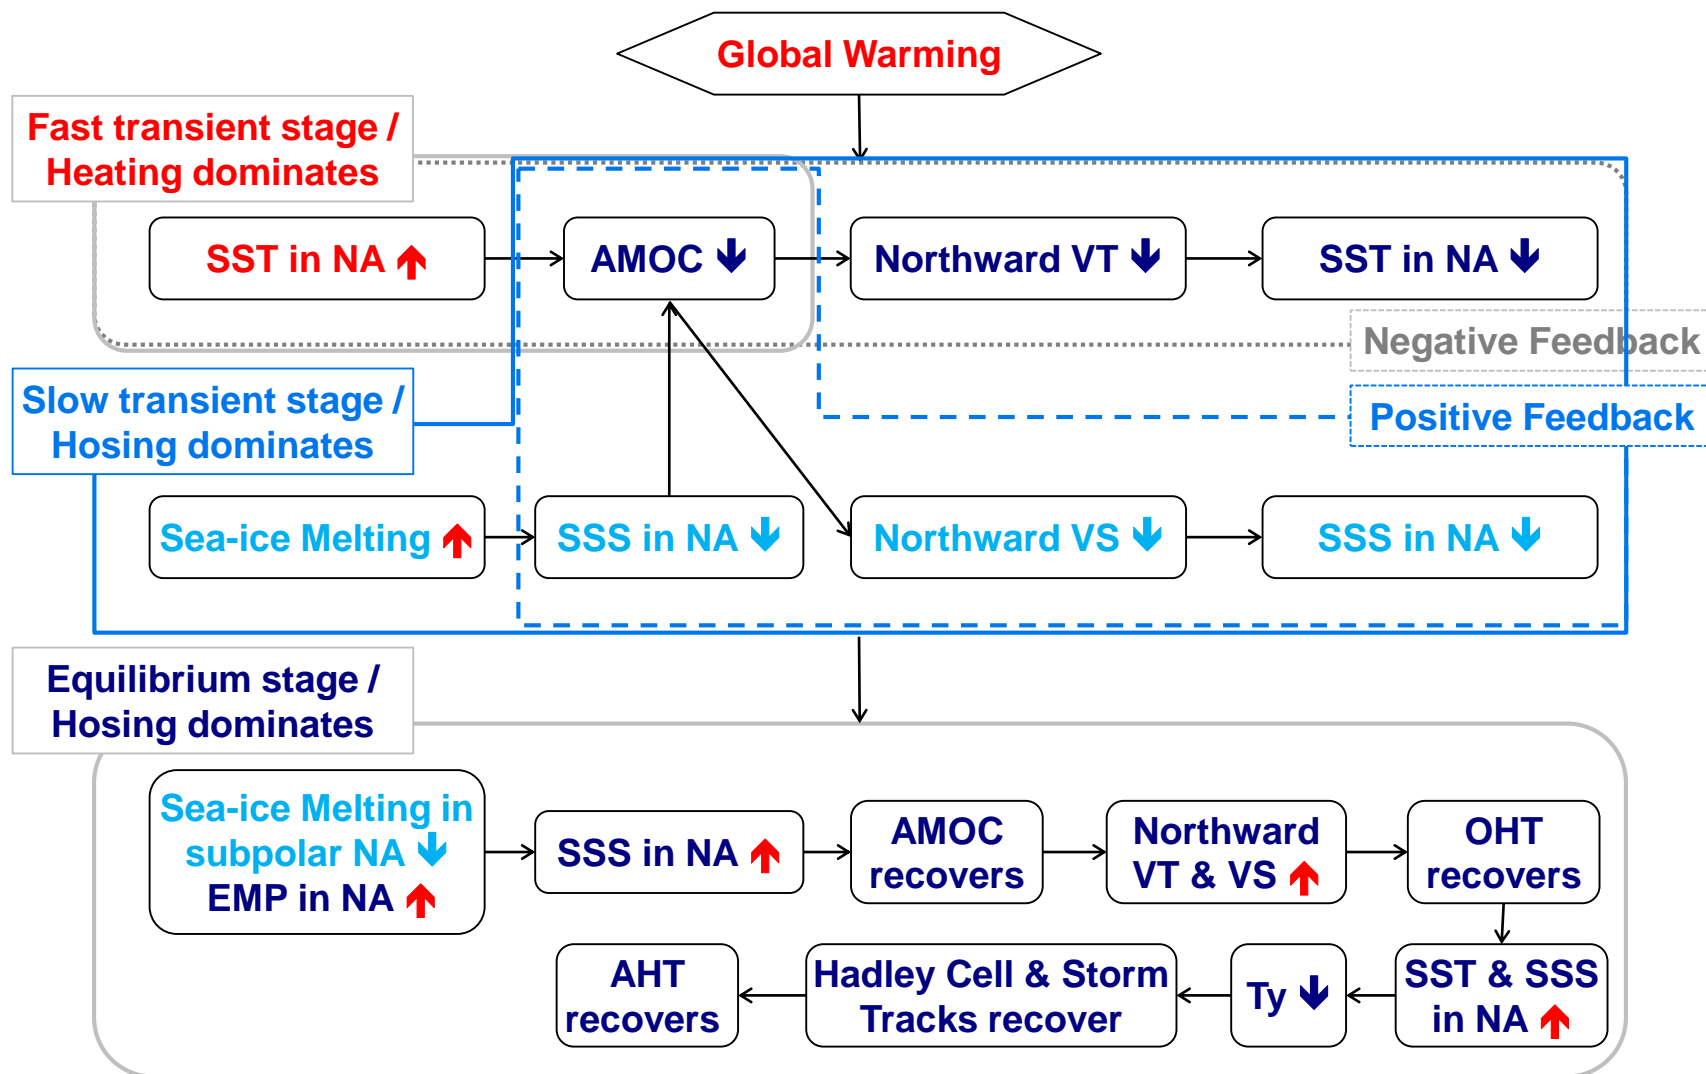 Global Warming
Fast transient stage /
Heating dominates
SST in NA
AMOC
Northward VT
SST in NA
Negative Feedback
Slow transient stage /
Hosing dominates
Positive Feedback
Sea-ice Melting
SSS in NA
Northward VS
SSS in NA
Equilibrium stage /
Hosing dominates
Sea-ice Melting in
subpolar NA
EMP in NA
SSS in NA
AMOC
recovers
Northward
VT & VS
OHT
recovers
SST & SSS
in NA
Ty
Hadley Cell & Storm
Tracks recover
AHT
recovers